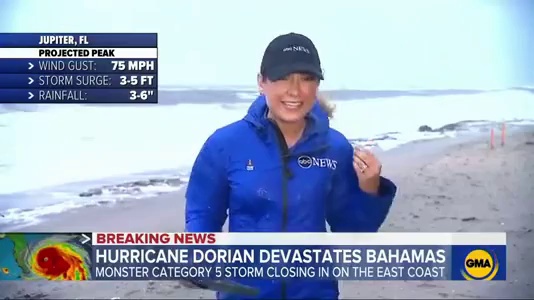 JUPITER, FL
PROJECTED PEAK
> WIND GUST: 75 MPH
> STORM SURGE: 3-5 FT
> RAINFALL: 3-6"
abc NEWS
abc NEWS
BREAKING NEWS
HURRICANE DORIAN DEVASTATES BAHAMAS
MONSTER CATEGORY 5 STORM CLOSING IN ON THE EAST COAST
GMA